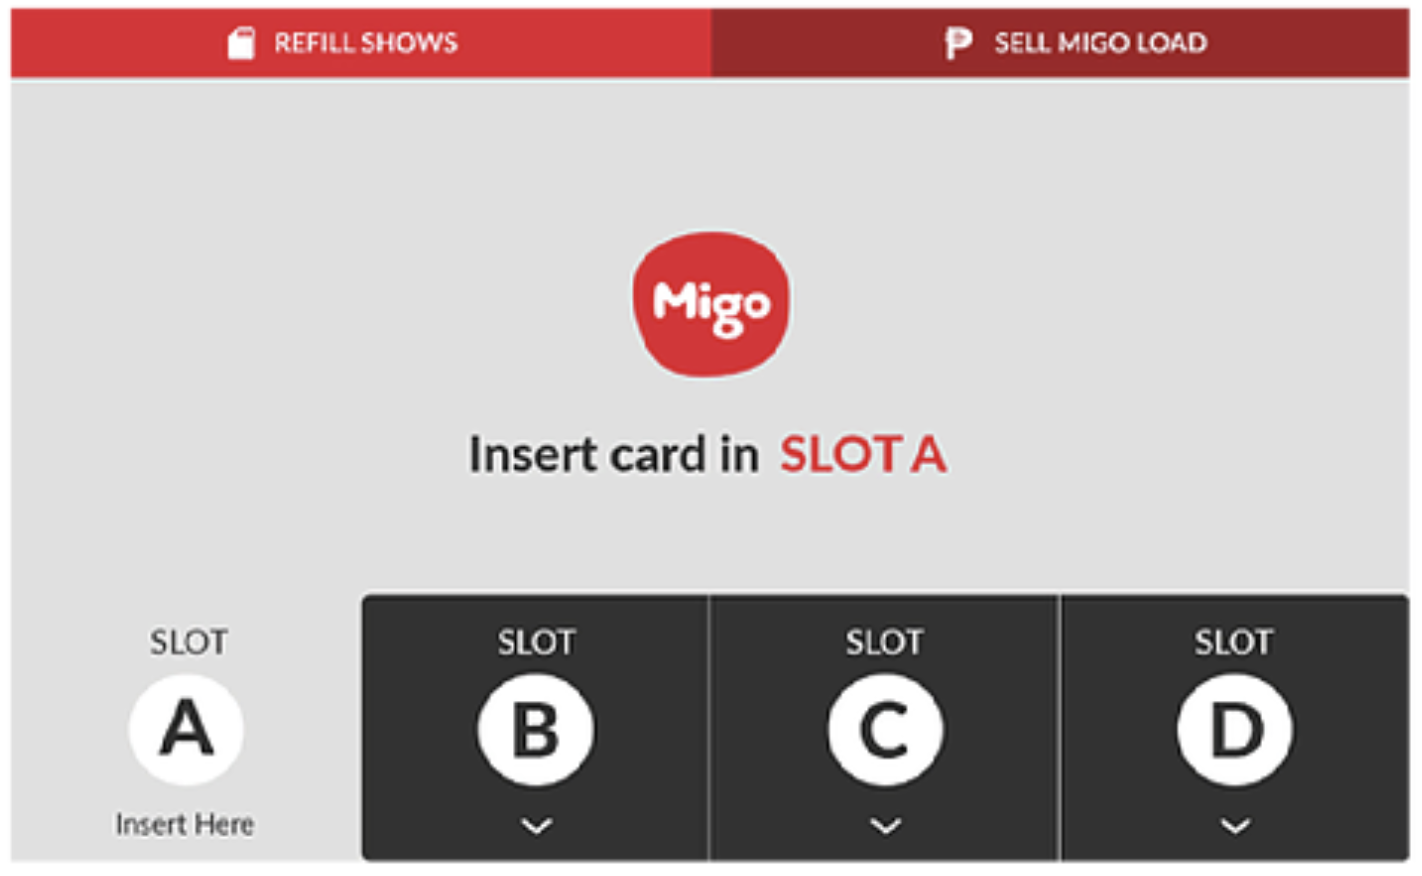 REFILL SHOWS
SELL MIGO LOAD
Migo
Insert card in SLOT A
SLOT
A
Insert Here
SLOT
B
SLOT
C
SLOT
D